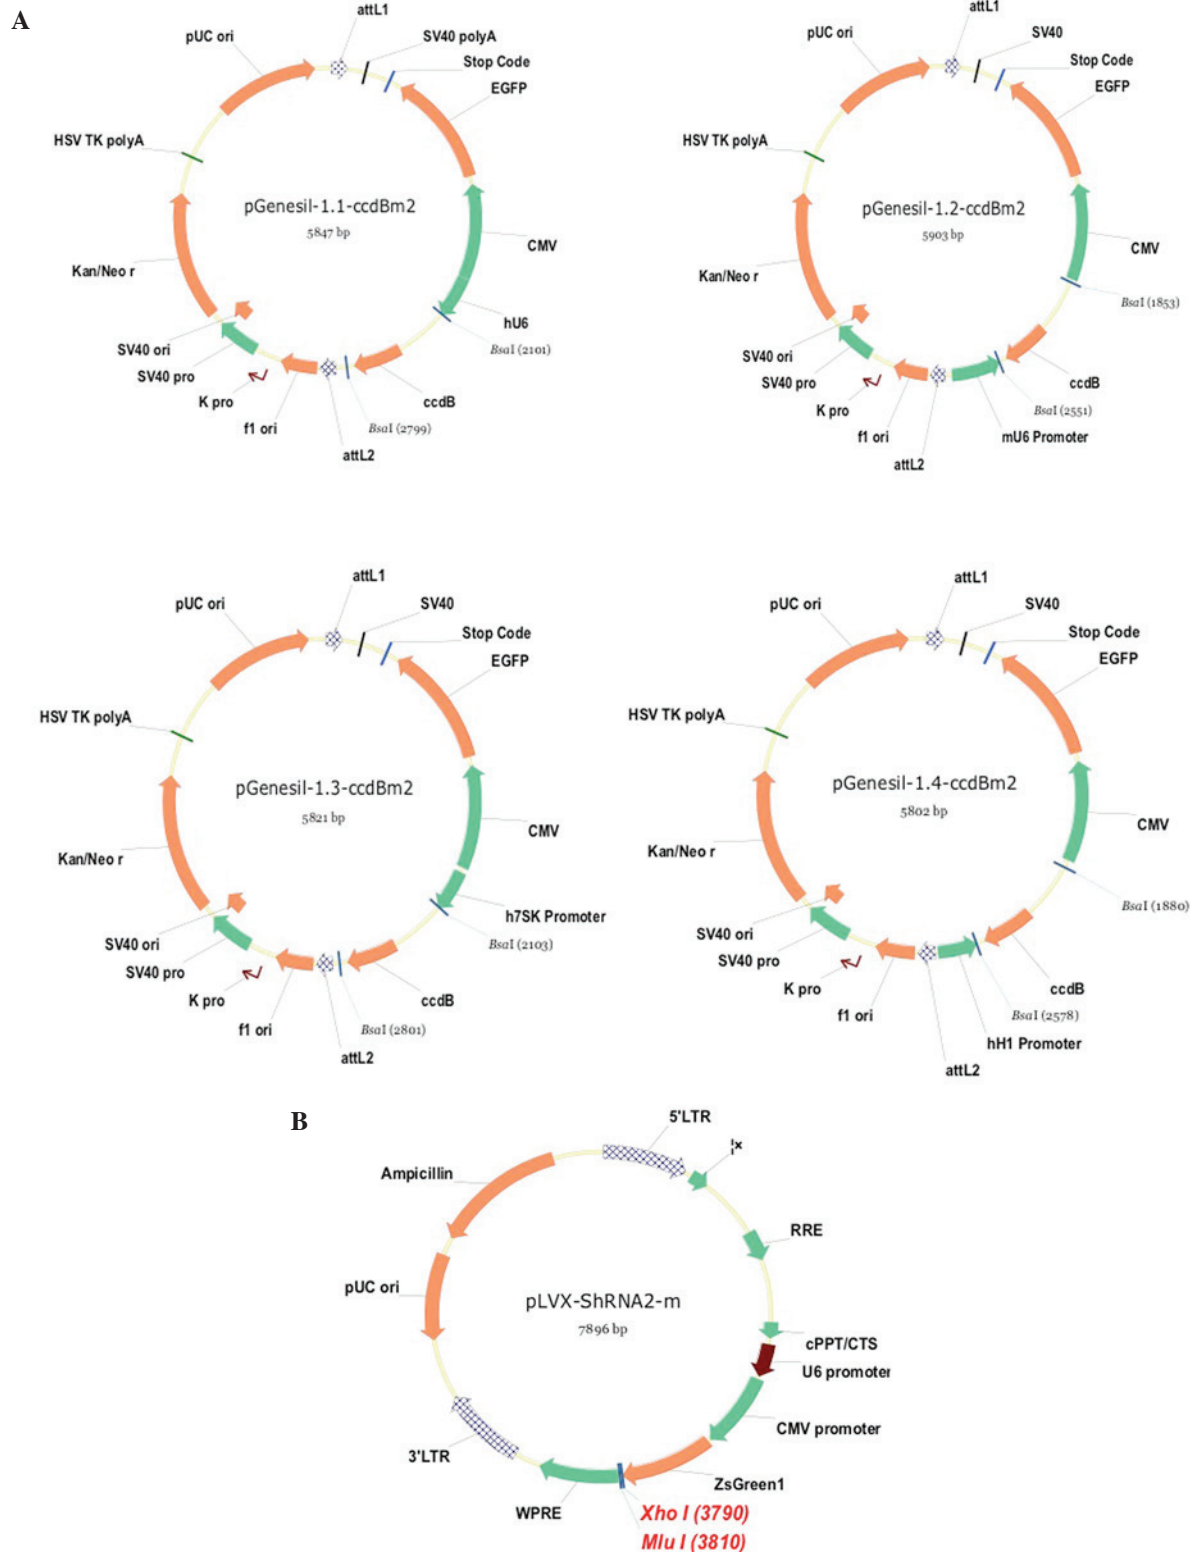 A
attL1
pUC ori
SV40 polyA
Stop Code
EGFP
HSV TK polyA
pGenesil-1.1-ccdBm2
5847 bp
CMV
Kan/Neo r
hU6
BsaI (2101)
SV40 ori
SV40 pro
K pro
f1 ori
ccdB
BsaI (2799)
attL2
attL1
pUC ori
SV40
Stop Code
EGFP
HSV TK polyA
pGenesil-1.2-ccdBm2
5903 bp
CMV
Kan/Neo r
BsaI (1853)
SV40 ori
SV40 pro
K pro
f1 ori
ccdB
BsaI (2551)
mU6 Promoter
attL2
attL1
pUC ori
SV40
Stop Code
EGFP
HSV TK polyA
pGenesil-1.3-ccdBm2
5821 bp
CMV
Kan/Neo r
h7SK Promoter
BsaI (2103)
SV40 ori
SV40 pro
K pro
f1 ori
ccdB
BsaI (2801)
attL2
attL1
pUC ori
SV40
Stop Code
EGFP
HSV TK polyA
pGenesil-1.4-ccdBm2
5802 bp
CMV
Kan/Neo r
BsaI (1880)
SV40 ori
SV40 pro
K pro
f1 ori
ccdB
BsaI (2578)
hH1 Promoter
attL2
B
5'LTR
Ampicillin
RRE
pUC ori
pLVX-ShRNA2-m
7896 bp
cPPT/CTS
U6 promoter
CMV promoter
3'LTR
ZsGreen1
WPRE
Xho I (3790)
Mlu I (3810)